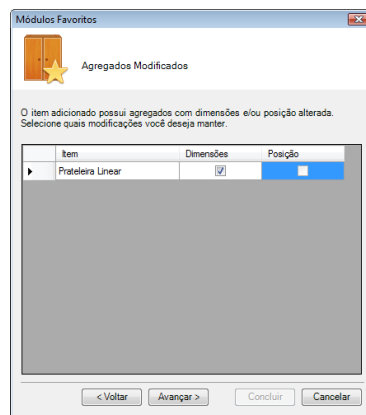 Módulos Favoritos
Agregados Modificados
O item adicionado possui agregados com dimensões e/ou posição alterada.
Selecione quais modificações você deseja manter.
Item Dimensões Posição
Prateleira Linear
< Voltar Avançar > Concluir Cancelar